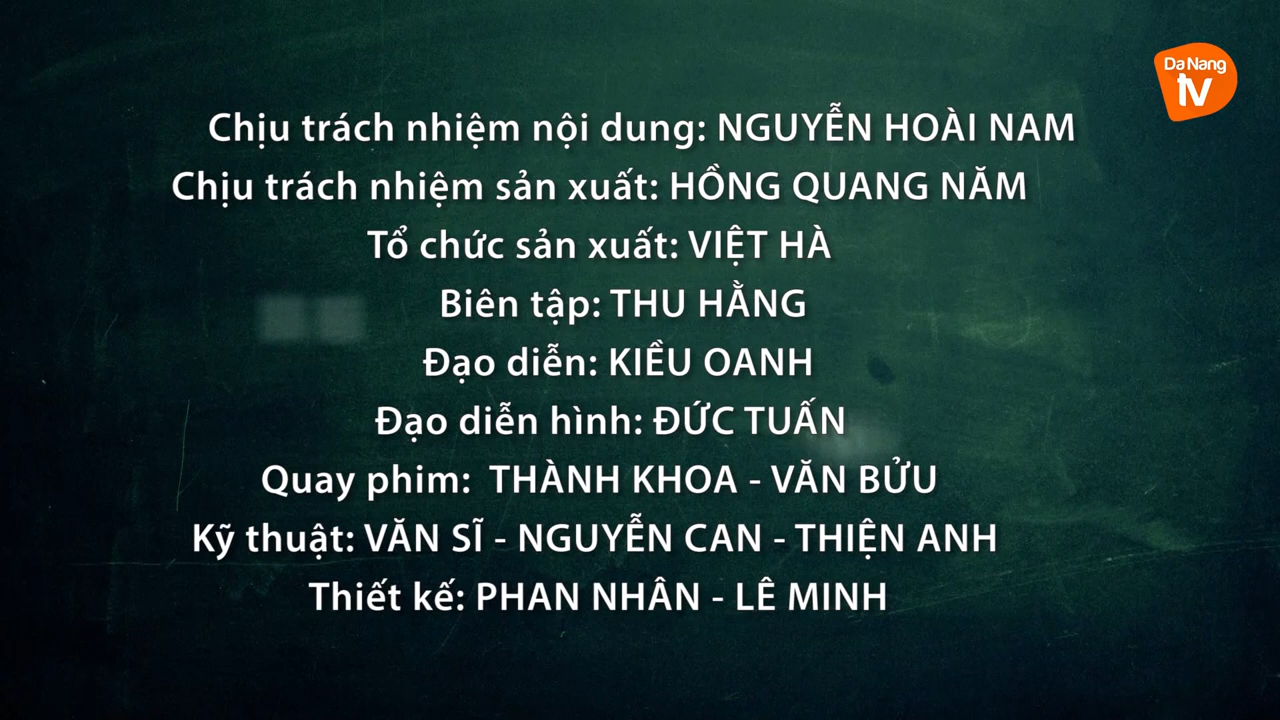 Da Nang
tv
Chịu trách nhiệm nội dung: NGUYỄN HOÀI NAM
Chịu trách nhiệm sản xuất: HỒNG QUANG NĂM
Tổ chức sản xuất: VIỆT HÀ
Biên tập: THU HẰNG
Đạo diễn: KIỀU OANH
Đạo diễn hình: ĐỨC TUẤN
Quay phim:  THÀNH KHOA - VĂN BỬU
Kỹ thuật: VĂN SĨ - NGUYỄN CAN - THIỆN ANH
Thiết kế: PHAN NHÂN - LÊ MINH